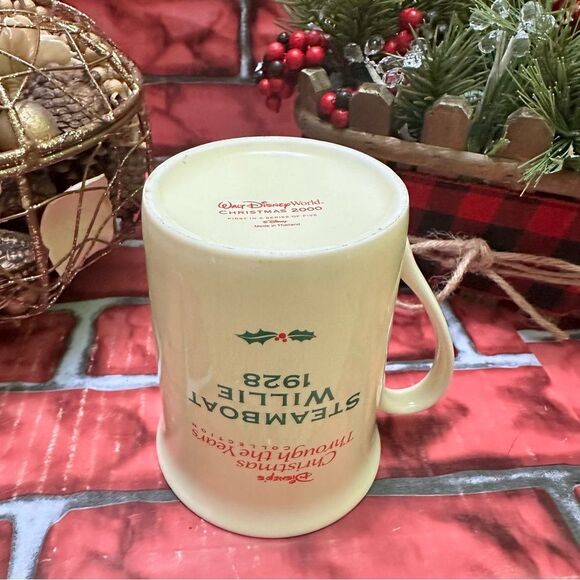 Walt Disney World.
CHRISTMAS 2000
FIRST IN A SERIES OF FIVE
© Disney
Made in Thailand
Disney's
Christmas
Through the Years
COLLECTION
STEAMBOAT
WILLIE
1928